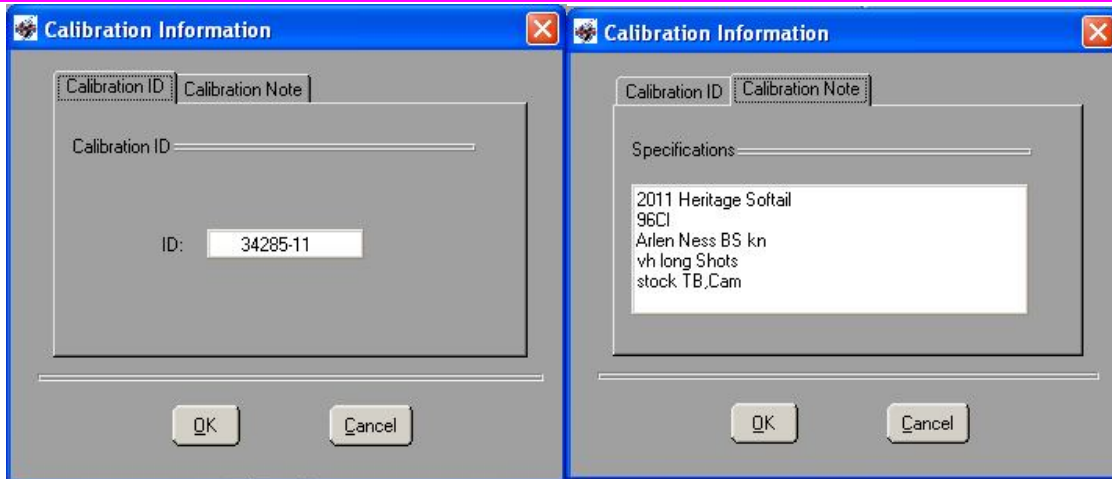 Calibration Information
Calibration ID
Calibration Note
Calibration ID
ID:
34285-11
OK
Cancel
Calibration Information
Calibration ID
Calibration Note
Specifications
2011 Heritage Softail
96CI
Arlen Ness BS kn
vh long Shots
stock TB,Cam
OK
Cancel